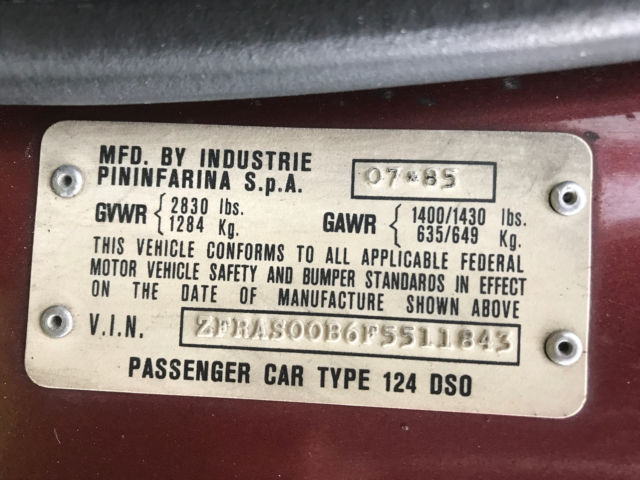 MFD. BY INDUSTRIE
PININFARINA S.p.A.
07*85
GVWR { 2830 lbs.
1284 Kg.
GAWR { 1400/1430 lbs.
635/649 Kg.
THIS VEHICLE CONFORMS TO ALL APPLICABLE FEDERAL
MOTOR VEHICLE SAFETY AND BUMPER STANDARDS IN EFFECT
ON THE DATE OF MANUFACTURE SHOWN ABOVE
V.I.N. ZFRAS00B6F5511843
PASSENGER CAR TYPE 124 DSO